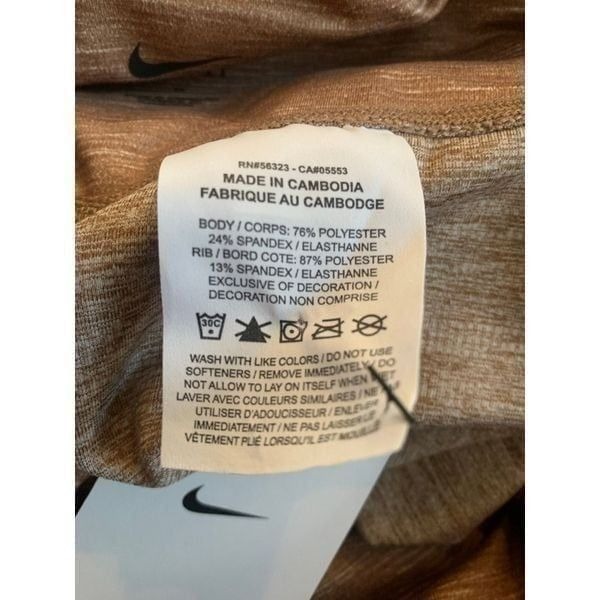 RN#56323 - CA#05553
MADE IN CAMBODIA
FABRIQUE AU CAMBODGE
BODY / CORPS: 76% POLYESTER
24% SPANDEX / ELASTHANNE
RIB / BORD COTE: 87% POLYESTER
13% SPANDEX / ELASTHANNE
EXCLUSIVE OF DECORATION /
DECORATION NON COMPRISE
30C
WASH WITH LIKE COLORS / DO NOT USE
SOFTENERS / REMOVE IMMEDIATELY / DO
NOT ALLOW TO LAY ON ITSELF WHEN WET
LAVER AVEC COULEURS SIMILAIRES / NE
UTILISER D'ADOUCISSEUR / ENLEVER
IMMEDIATEMENT / NE PAS LAISSER
VÊTEMENT PLIÉ LORSQU'IL EST MOUILLÉ